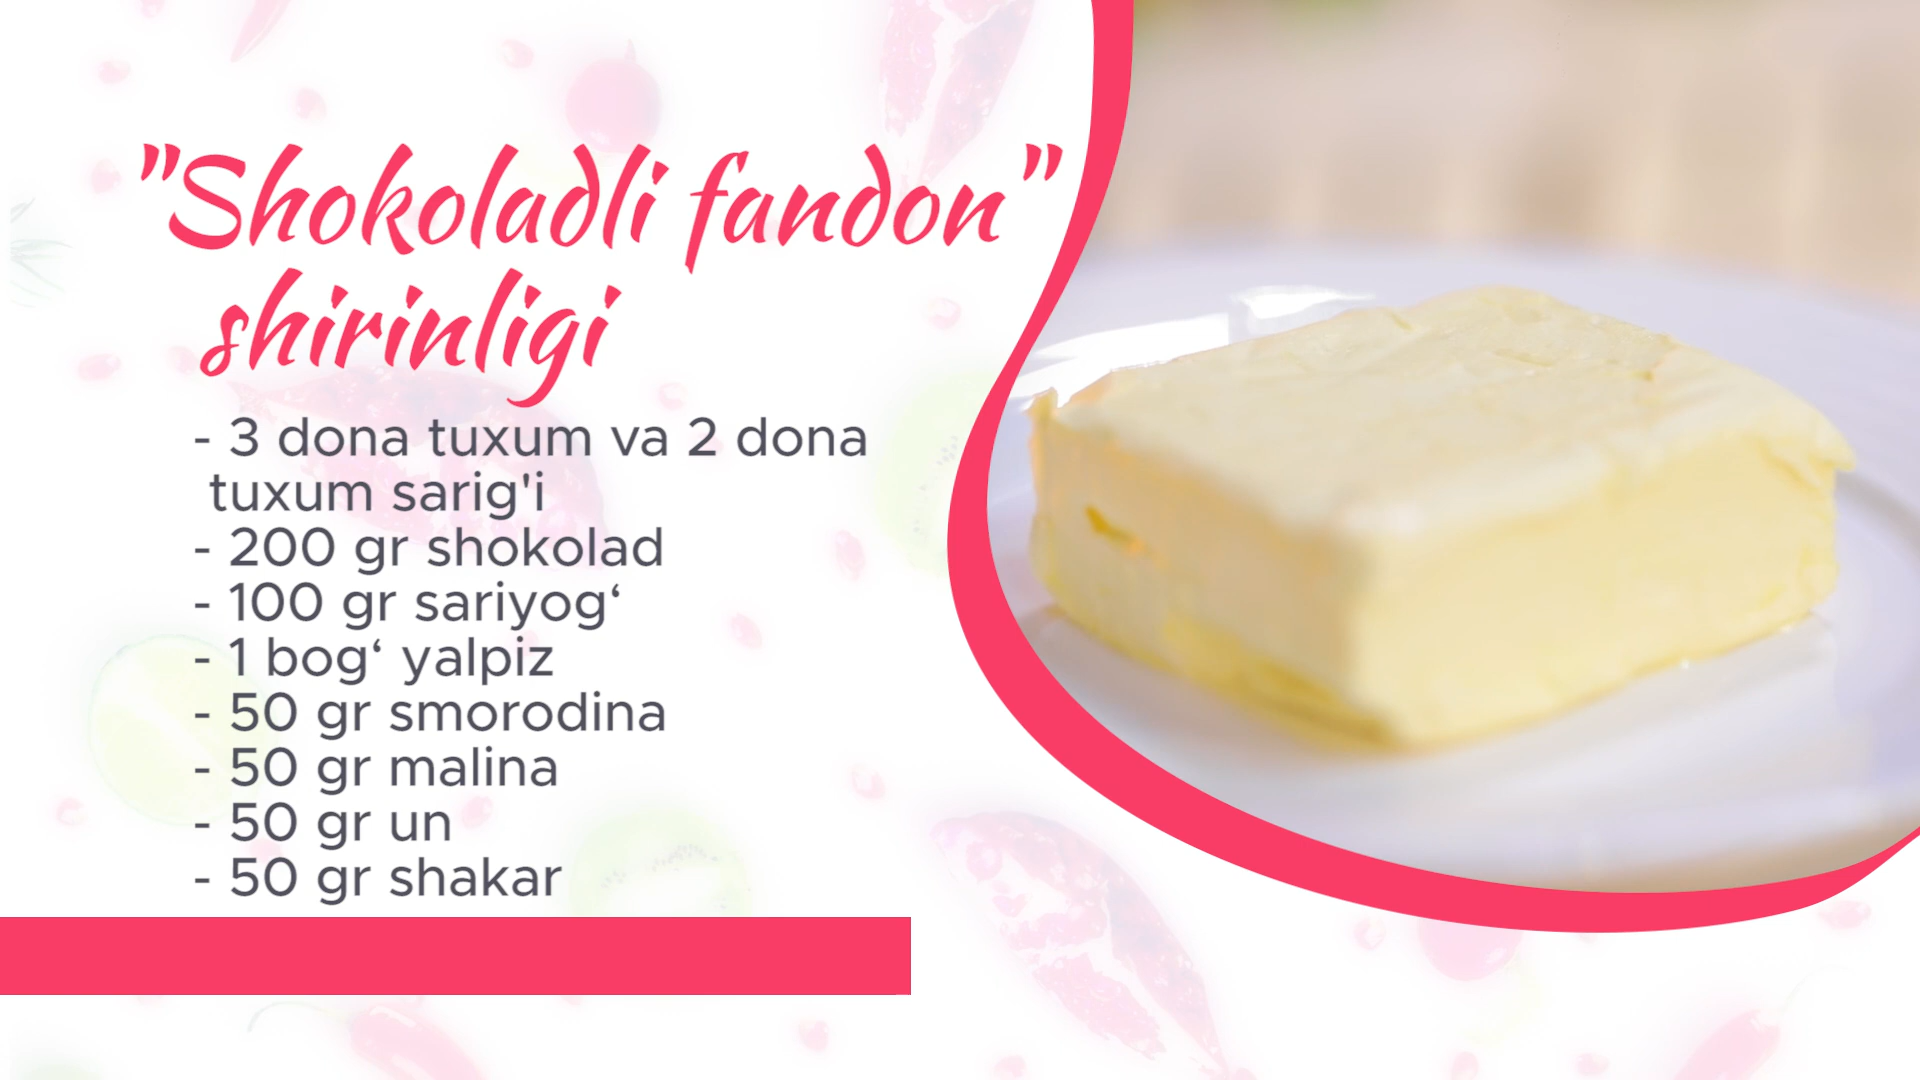 "Shokoladli fandon"
shirinligi
- 3 dona tuxum va 2 dona
tuxum sarig'i
- 200 gr shokolad
- 100 gr sariyog‘
- 1 bog‘ yalpiz
- 50 gr smorodina
- 50 gr malina
- 50 gr un
- 50 gr shakar